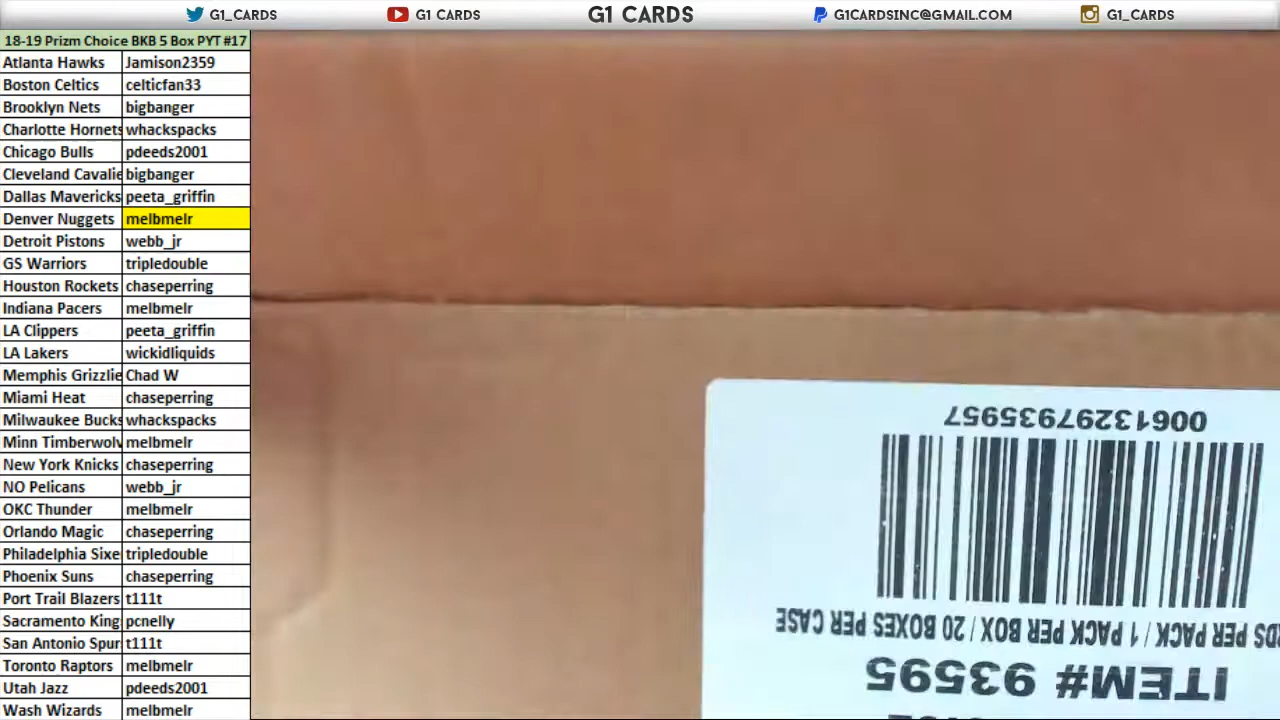 G1_CARDS G1 CARDS G1 CARDS G1CARDSINC@GMAIL.COM G1_CARDS
18-19 Prizm Choice BKB 5 Box PYT #17
Atlanta Hawks Jamison2359
Boston Celtics celticfan33
Brooklyn Nets bigbanger
Charlotte Hornets whackspacks
Chicago Bulls pdeeds2001
Cleveland Cavalie bigbanger
Dallas Mavericks peeta_griffin
Denver Nuggets melbmelr
Detroit Pistons webb_jr
GS Warriors tripledouble
Houston Rockets chaseperring
Indiana Pacers melbmelr
LA Clippers peeta_griffin
LA Lakers wickidliquids
Memphis Grizzlie Chad W
Miami Heat chaseperring
Milwaukee Bucks whackspacks
Minn Timberwolv melbmelr
New York Knicks chaseperring
NO Pelicans webb_jr
OKC Thunder melbmelr
Orlando Magic chaseperring
Philadelphia Sixe tripledouble
Phoenix Suns chaseperring
Port Trail Blazers t111t
Sacramento King pcnelly
San Antonio Spur t111t
Toronto Raptors melbmelr
Utah Jazz pdeeds2001
Wash Wizards melbmelr
ITEM# 93595
DS PER PACK / 1 PACK PER BOX / 20 BOXES PER CASE
00613297935957